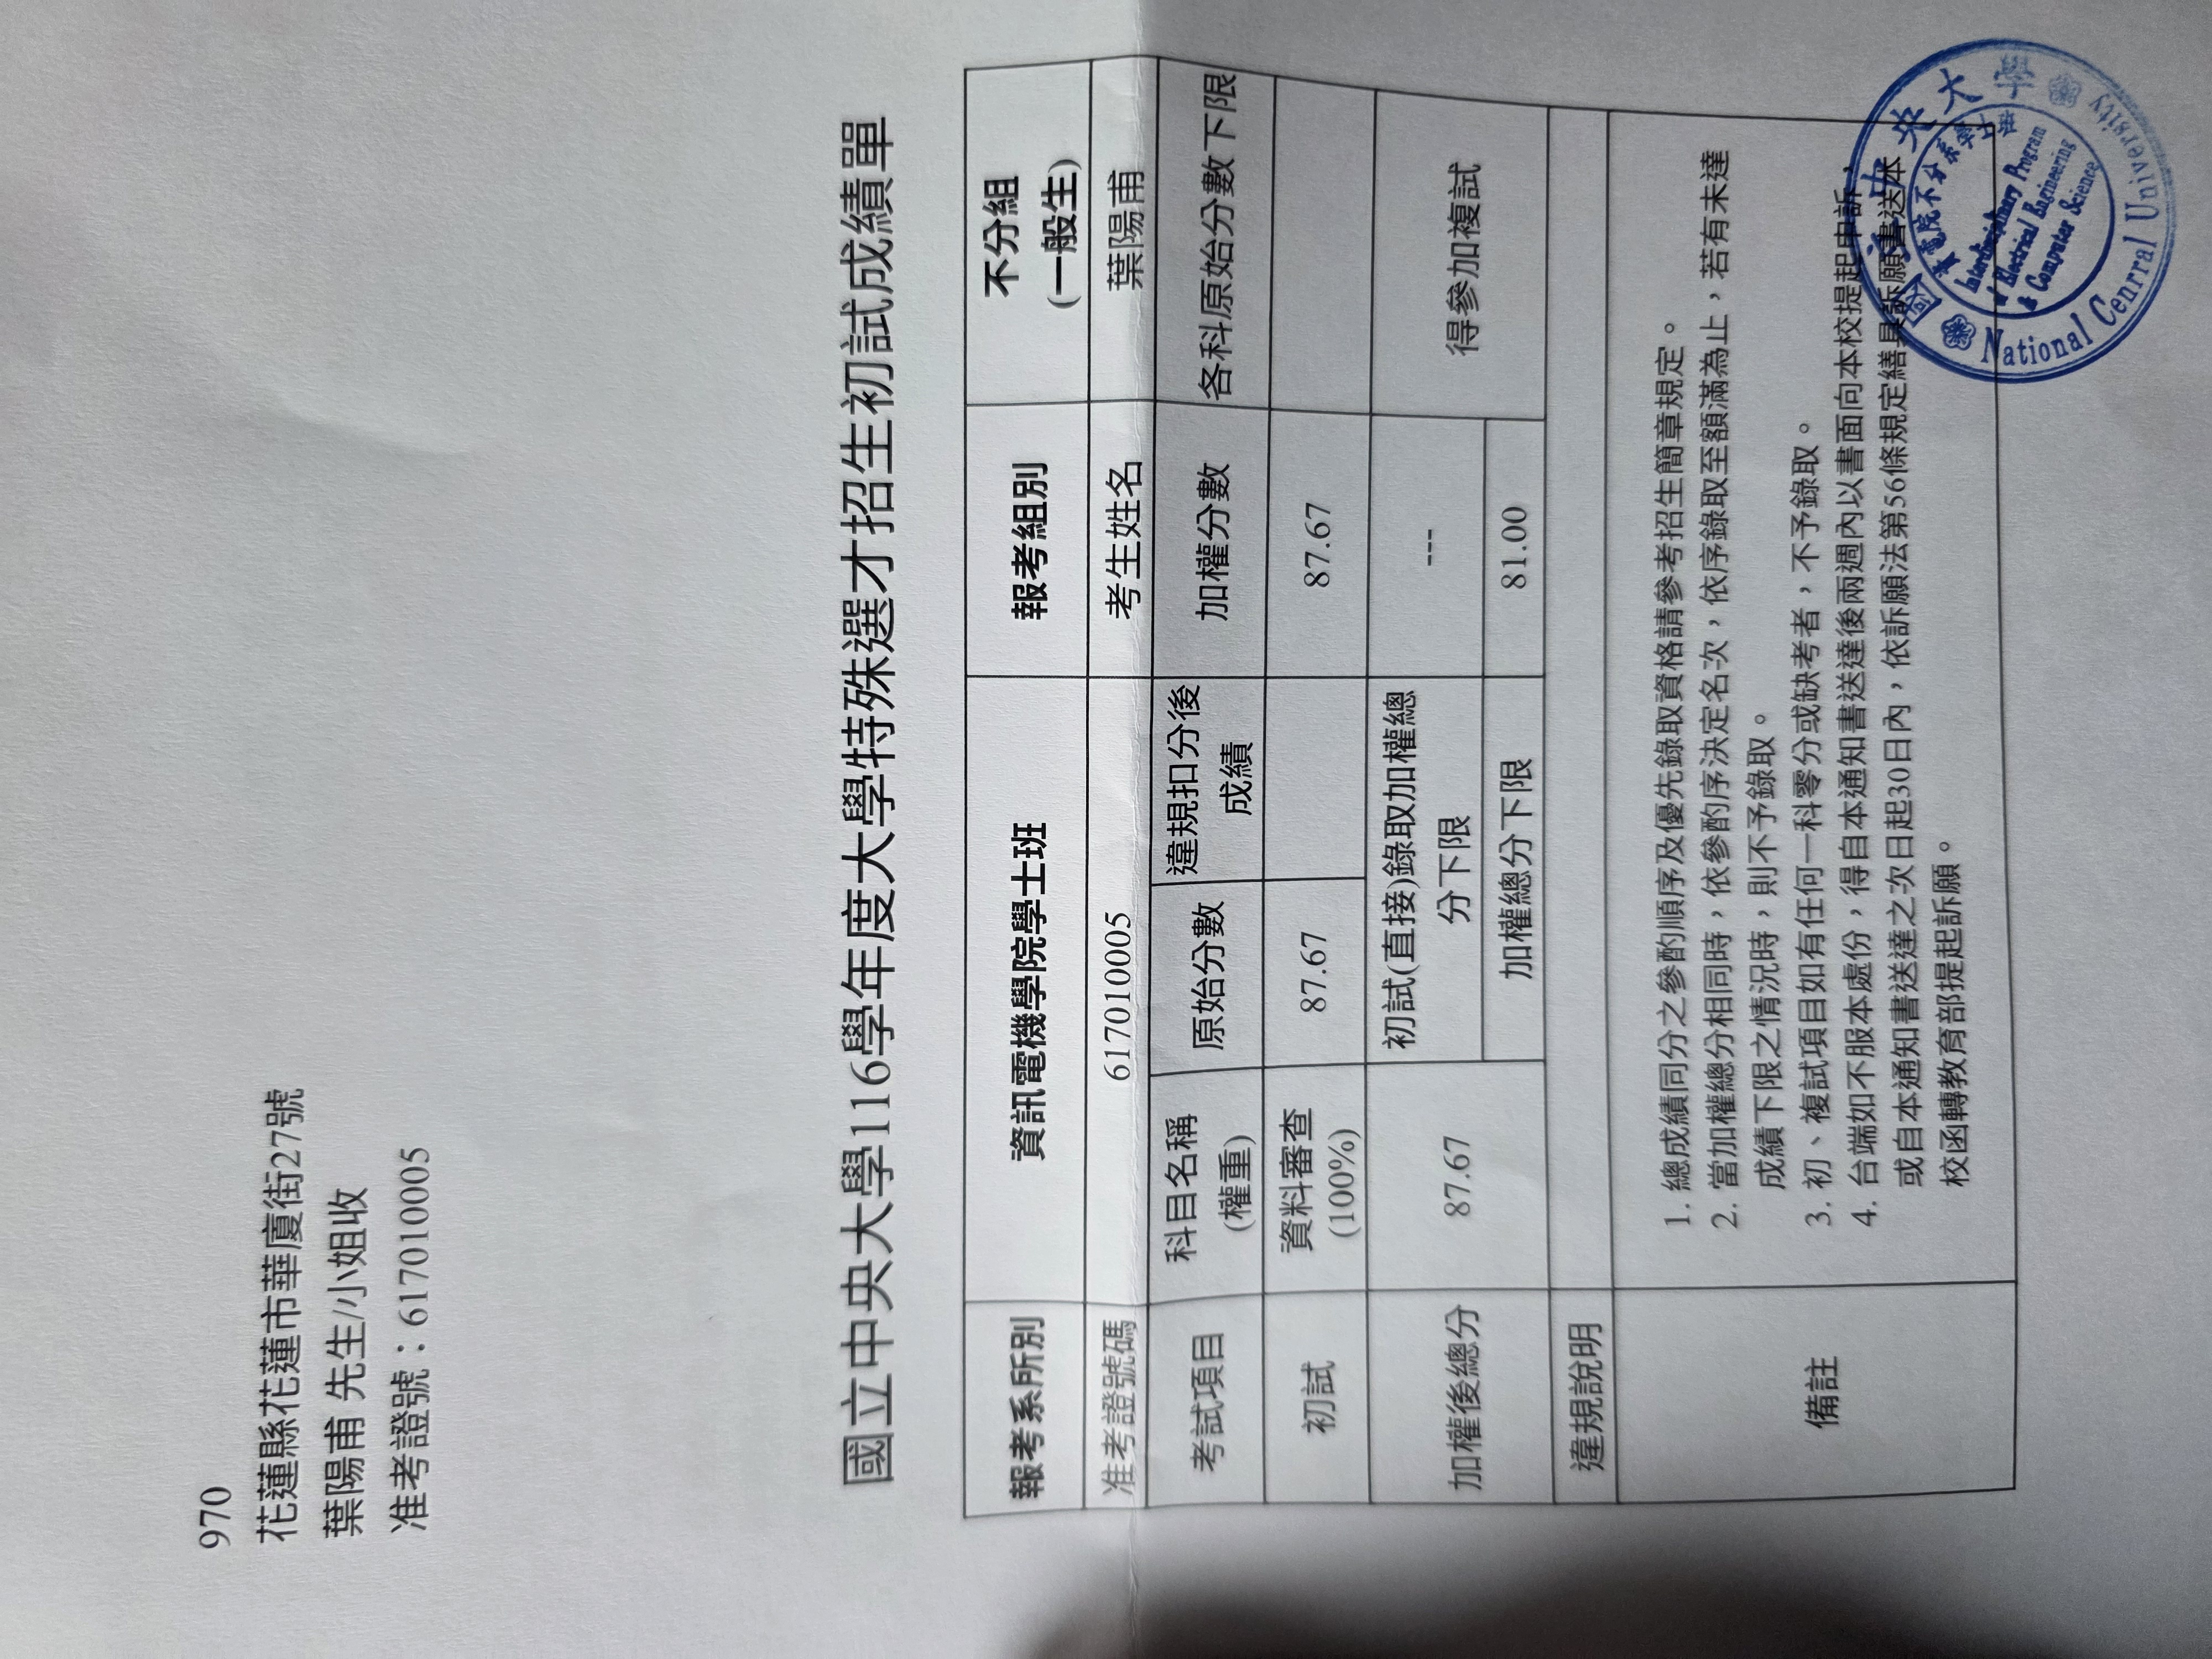 970
花蓮縣花蓮市華廈街27號
葉陽甫 先生/小姐收
准考證號：617010005
國立中央大學116學年度大學特殊選才招生初試成績單
報考系所別 資訊電機學院學士班 報考組別 不分組
(一般生)
准考證號碼 617010005 考生姓名 葉陽甫
考試項目 科目名稱
(權重) 原始分數 違規扣分後
成績 加權分數 各科原始分數下限
初試 資料審查
(100%) 87.67 87.67
加權後總分 87.67 初試(直接)錄取加權總
分下限 --- 得參加複試
加權總分下限 81.00
違規說明
備註
1. 總成績同分之參酌順序及優先錄取資格請參考招生簡章規定。
2. 當加權總分相同時，依參酌序決定名次，依序錄取至額滿為止，若有未達
成績下限之情況時，則不予錄取。
3. 初、複試項目如有任何一科零分或缺考者，不予錄取。
4. 台端如不服本處份，得自本通知書送達後兩週內以書面向本校提起申訴，
或自本通知書送達之次日起30日內，依訴願法第56條規定繕具訴願書送本
校函轉教育部提起訴願。
國立中央大學
資電院不分系學士班
Interdisciplinary Program
of Electrical Engineering
& Computer Science
National Cenrral University